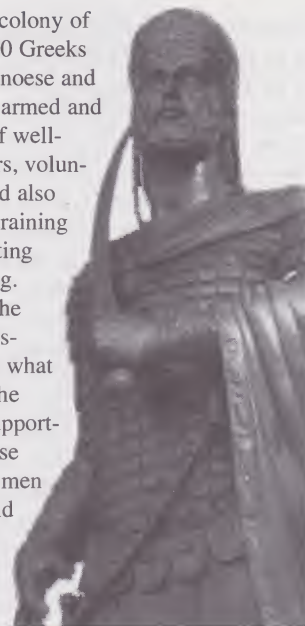 colony of
0 Greeks
noese and
armed and
f well-
rs, volun-
d also
raining
ting
g.
he
s-
what
he
pport-
se
men
d